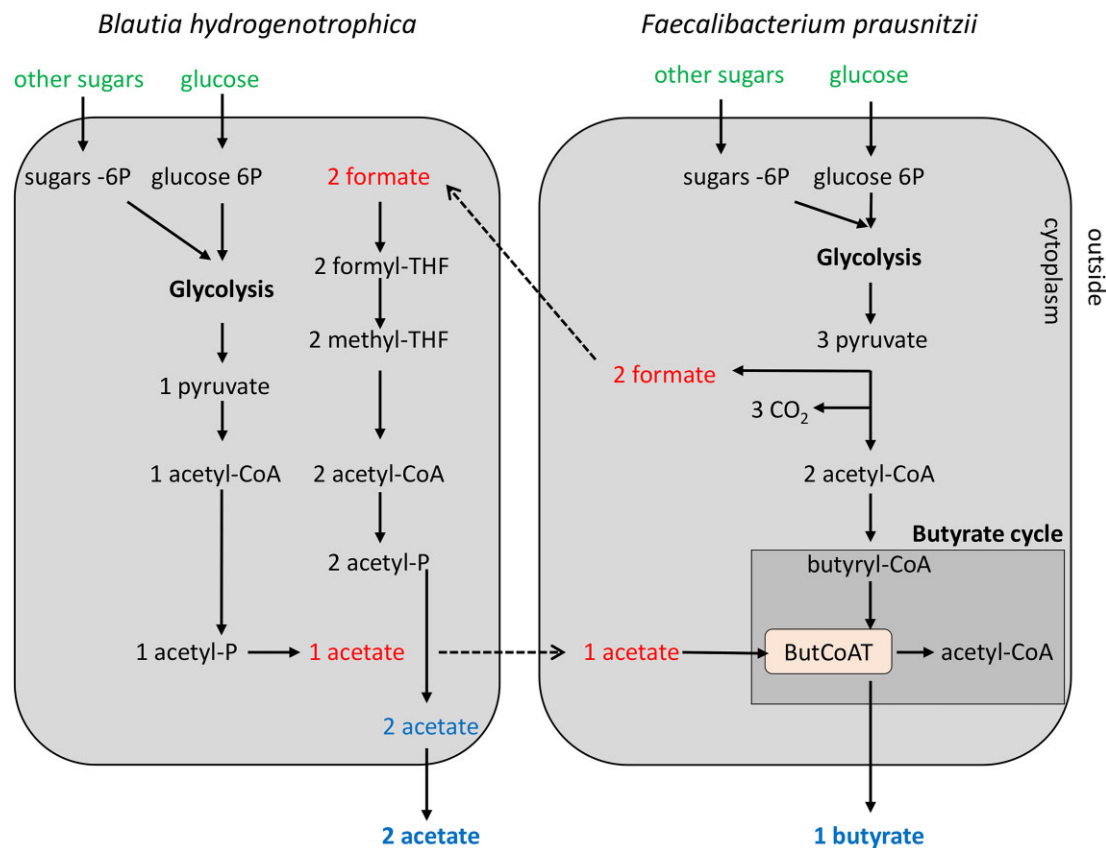 Blautia hydrogenotrophica
Faecalibacterium prausnitzii
other sugars
glucose
other sugars
glucose
sugars -6P
glucose 6P
2 formate
sugars -6P
glucose 6P
outside
cytoplasm
2 formyl-THF
Glycolysis
Glycolysis
2 methyl-THF
3 pyruvate
1 pyruvate
2 formate
3 CO₂
1 acetyl-CoA
2 acetyl-CoA
2 acetyl-CoA
Butyrate cycle
2 acetyl-P
butyryl-CoA
1 acetyl-P
1 acetate
1 acetate
ButCoAT
acetyl-CoA
2 acetate
2 acetate
1 butyrate